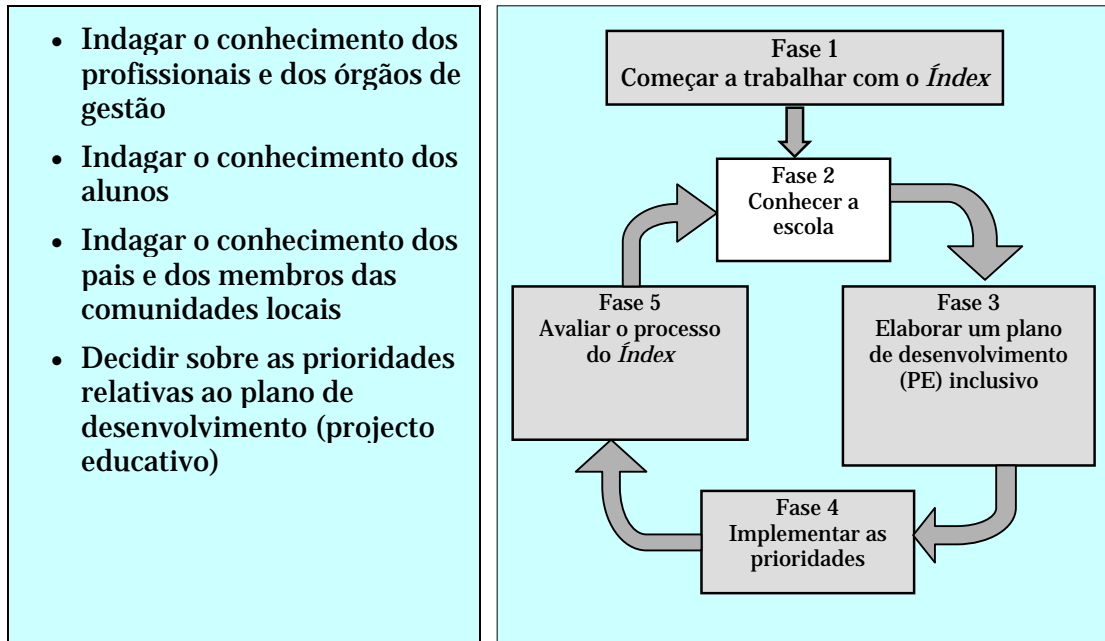 • Indagar o conhecimento dos
profissionais e dos órgãos de
gestão
• Indagar o conhecimento dos
alunos
• Indagar o conhecimento dos
pais e dos membros das
comunidades locais
• Decidir sobre as prioridades
relativas ao plano de
desenvolvimento (projecto
educativo)
Fase 1
Começar a trabalhar com o Índex
Fase 2
Conhecer a
escola
Fase 3
Elaborar um plano
de desenvolvimento
(PE) inclusivo
Fase 4
Implementar as
prioridades
Fase 5
Avaliar o processo
do Índex